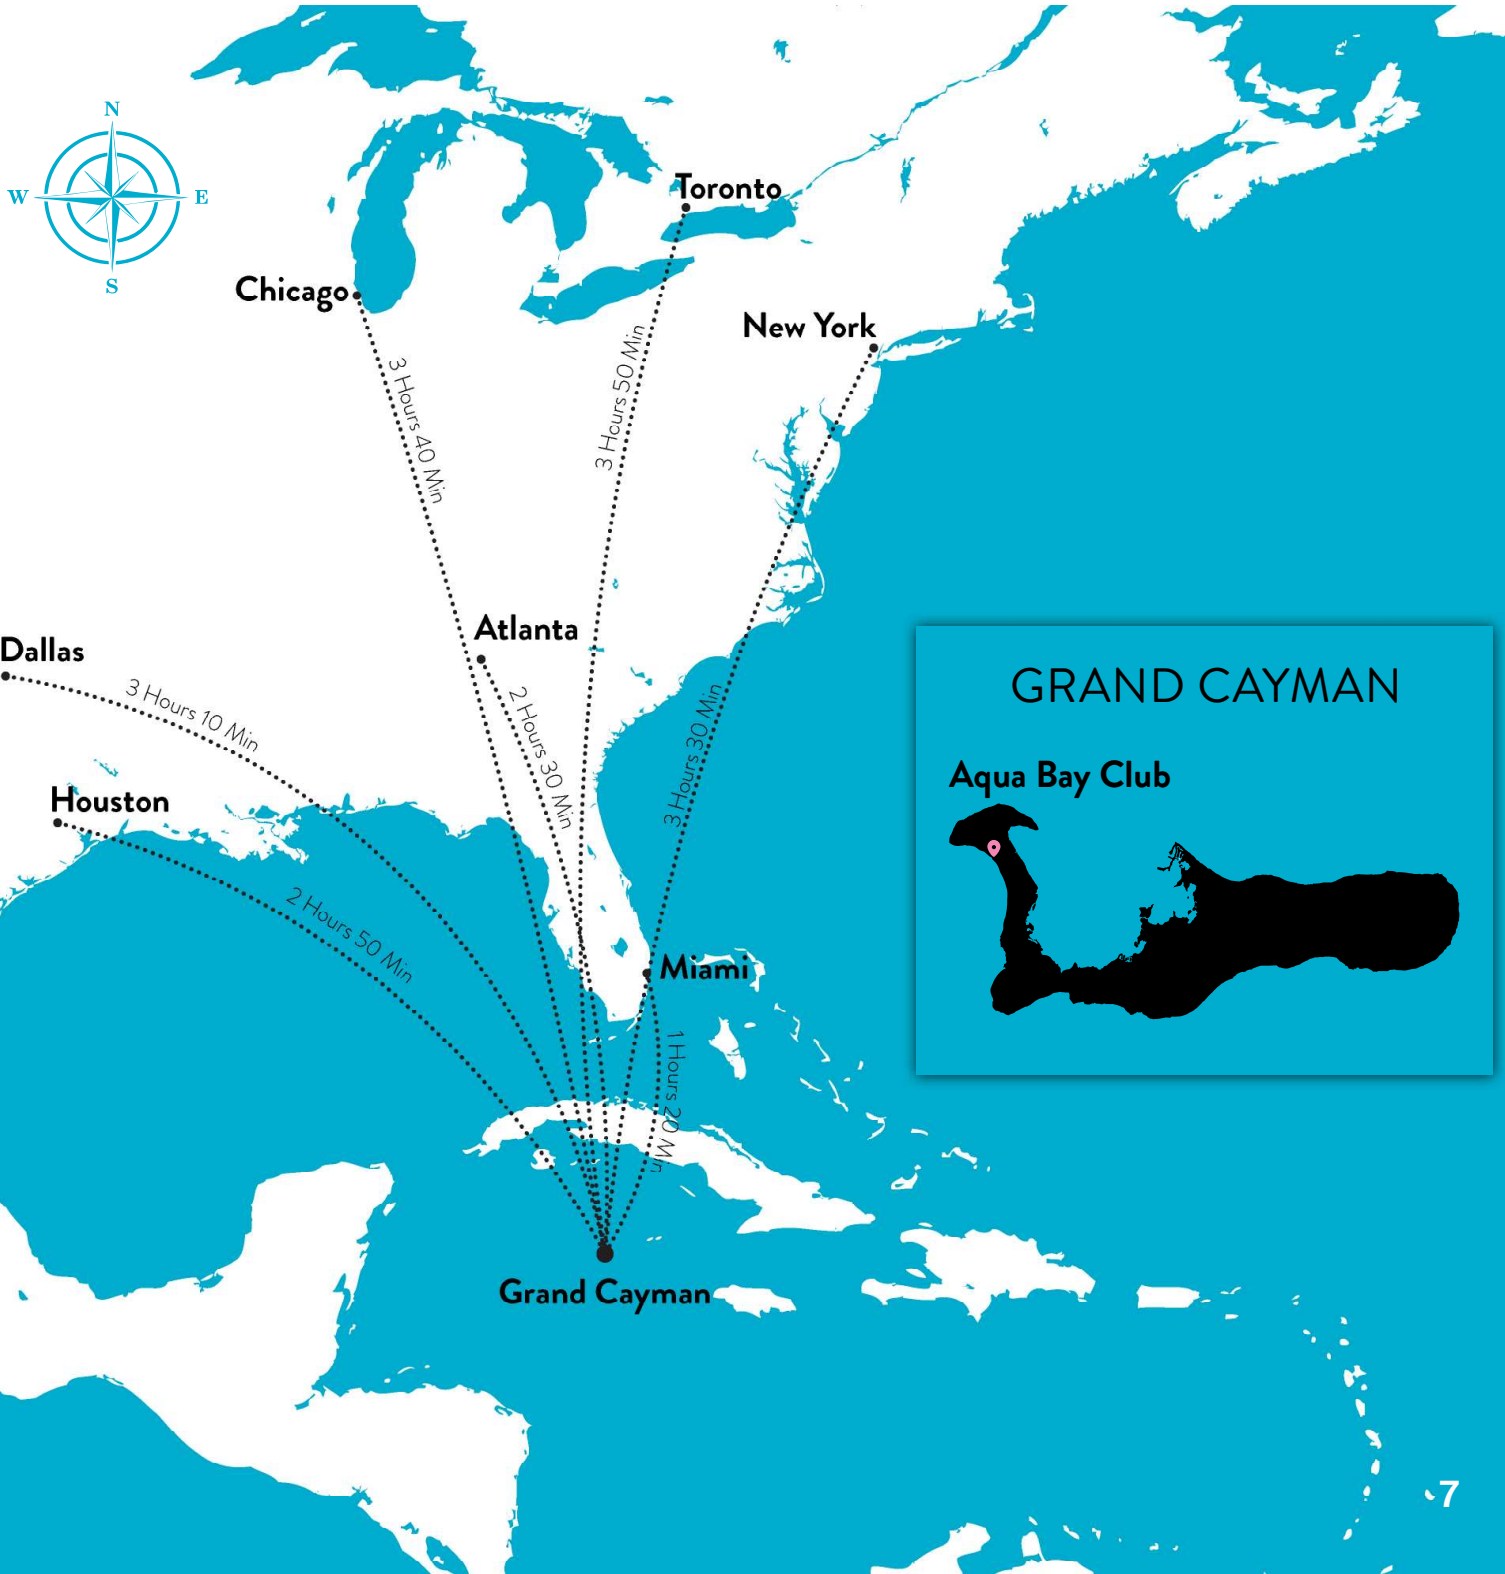 N
W
E
S
Toronto
Chicago
New York
3 Hours 50 Min
3 Hours 40 Min
Atlanta
Dallas
GRAND CAYMAN
3 Hours 10 Min
2 Hours 30 Min
3 Hours 30 Min
Aqua Bay Club
Houston
2 Hours 50 Min
Miami
1 Hours 20 Min
Grand Cayman
7